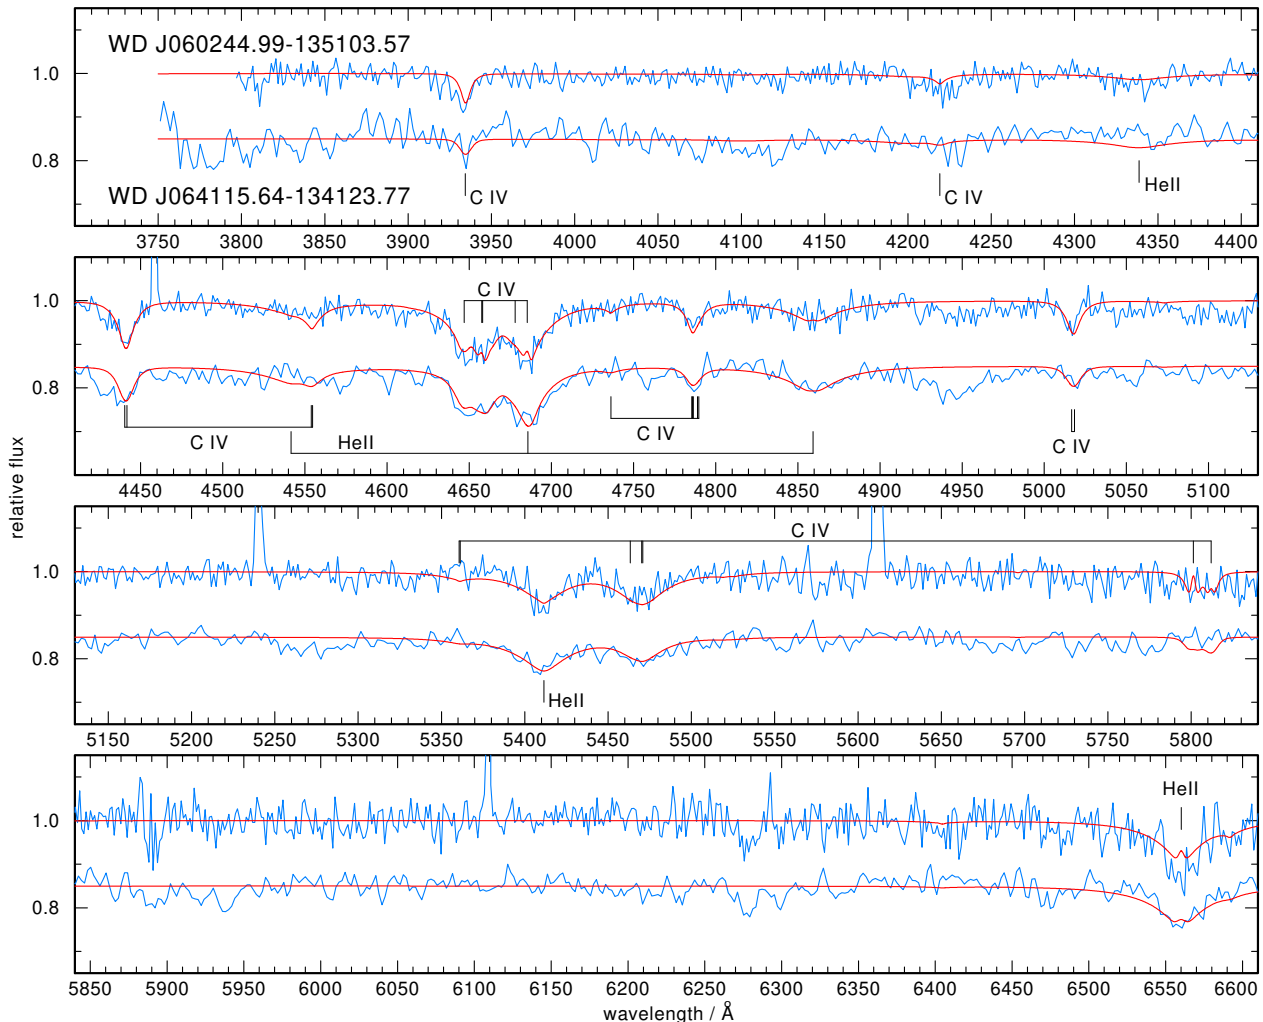 WD J060244.99-135103.57
1.0
0.8
WD J064115.64-134123.77
C IV
C IV
HeII
3750 3800 3850 3900 3950 4000 4050 4100 4150 4200 4250 4300 4350 4400
C IV
1.0
0.8
C IV
HeII
C IV
C IV
4450 4500 4550 4600 4650 4700 4750 4800 4850 4900 4950 5000 5050 5100
relative flux
C IV
1.0
0.8
HeII
5150 5200 5250 5300 5350 5400 5450 5500 5550 5600 5650 5700 5750 5800
HeII
1.0
0.8
5850 5900 5950 6000 6050 6100 6150 6200 6250 6300 6350 6400 6450 6500 6550 6600
wavelength / Å